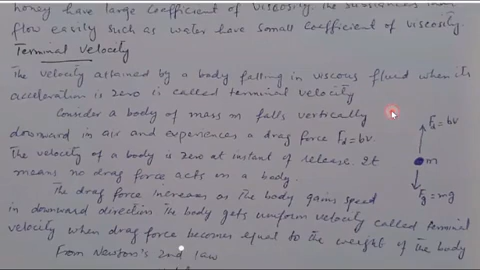 honey have large coefficient of viscosity. The substances that
flow easily such as water have small coefficient of viscosity.
Terminal Velocity
The velocity attained by a body falling in viscous fluid when its
acceleration is zero is called terminal velocity
Consider a body of mass m falls vertically
downward in air and experiences a drag force Fd = bv.
The velocity of a body is zero at instant of release. It
means no drag force acts on a body.
The drag force increases as the body gains speed
in downward direction. The body gets uniform velocity called terminal
velocity when drag force becomes equal to the weight of the body
From Newton's 2nd law
Fd = bv
m
Fg = mg